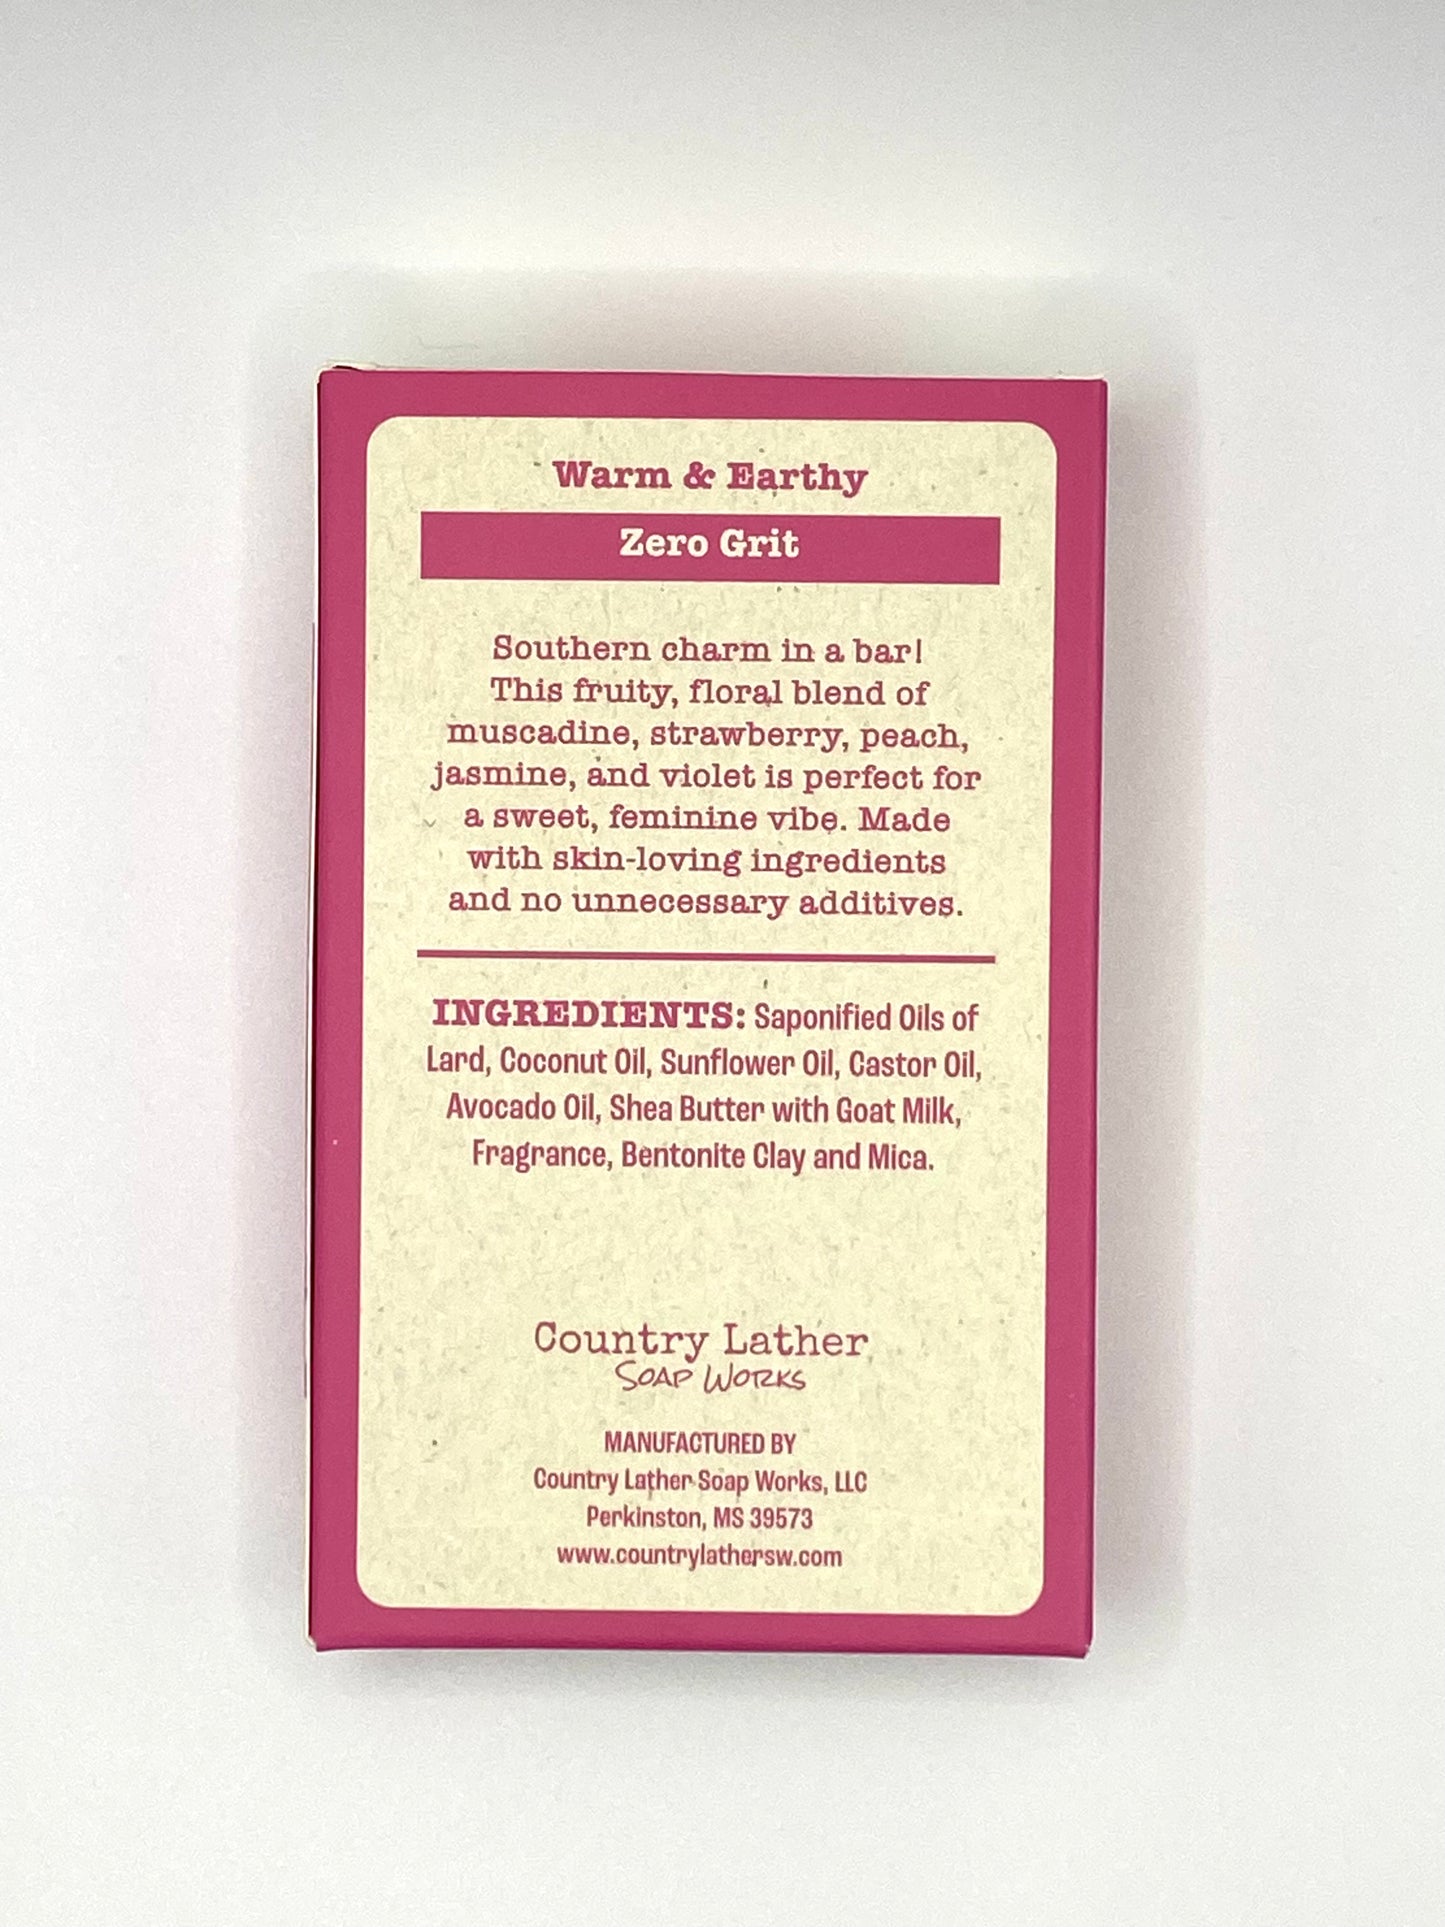 Warm & Earthy
Zero Grit
Southern charm in a bar!
This fruity, floral blend of
muscadine, strawberry, peach,
jasmine, and violet is perfect for
a sweet, feminine vibe. Made
with skin-loving ingredients
and no unnecessary additives.
INGREDIENTS: Saponified Oils of
Lard, Coconut Oil, Sunflower Oil, Castor Oil,
Avocado Oil, Shea Butter with Goat Milk,
Fragrance, Bentonite Clay and Mica.
Country Lather
SOAP WORKS
MANUFACTURED BY
Country Lather Soap Works, LLC
Perkinston, MS 39573
www.countrylathersw.com